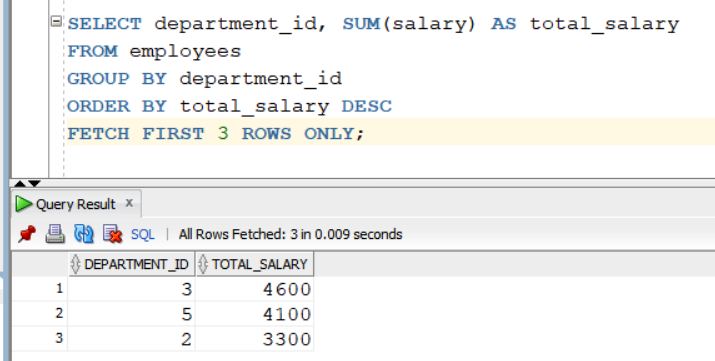 SELECT department_id, SUM(salary) AS total_salary
FROM employees
GROUP BY department_id
ORDER BY total_salary DESC
FETCH FIRST 3 ROWS ONLY;
Query Result x
SQL | All Rows Fetched: 3 in 0.009 seconds
DEPARTMENT_ID TOTAL_SALARY
1 3 4600
2 5 4100
3 2 3300